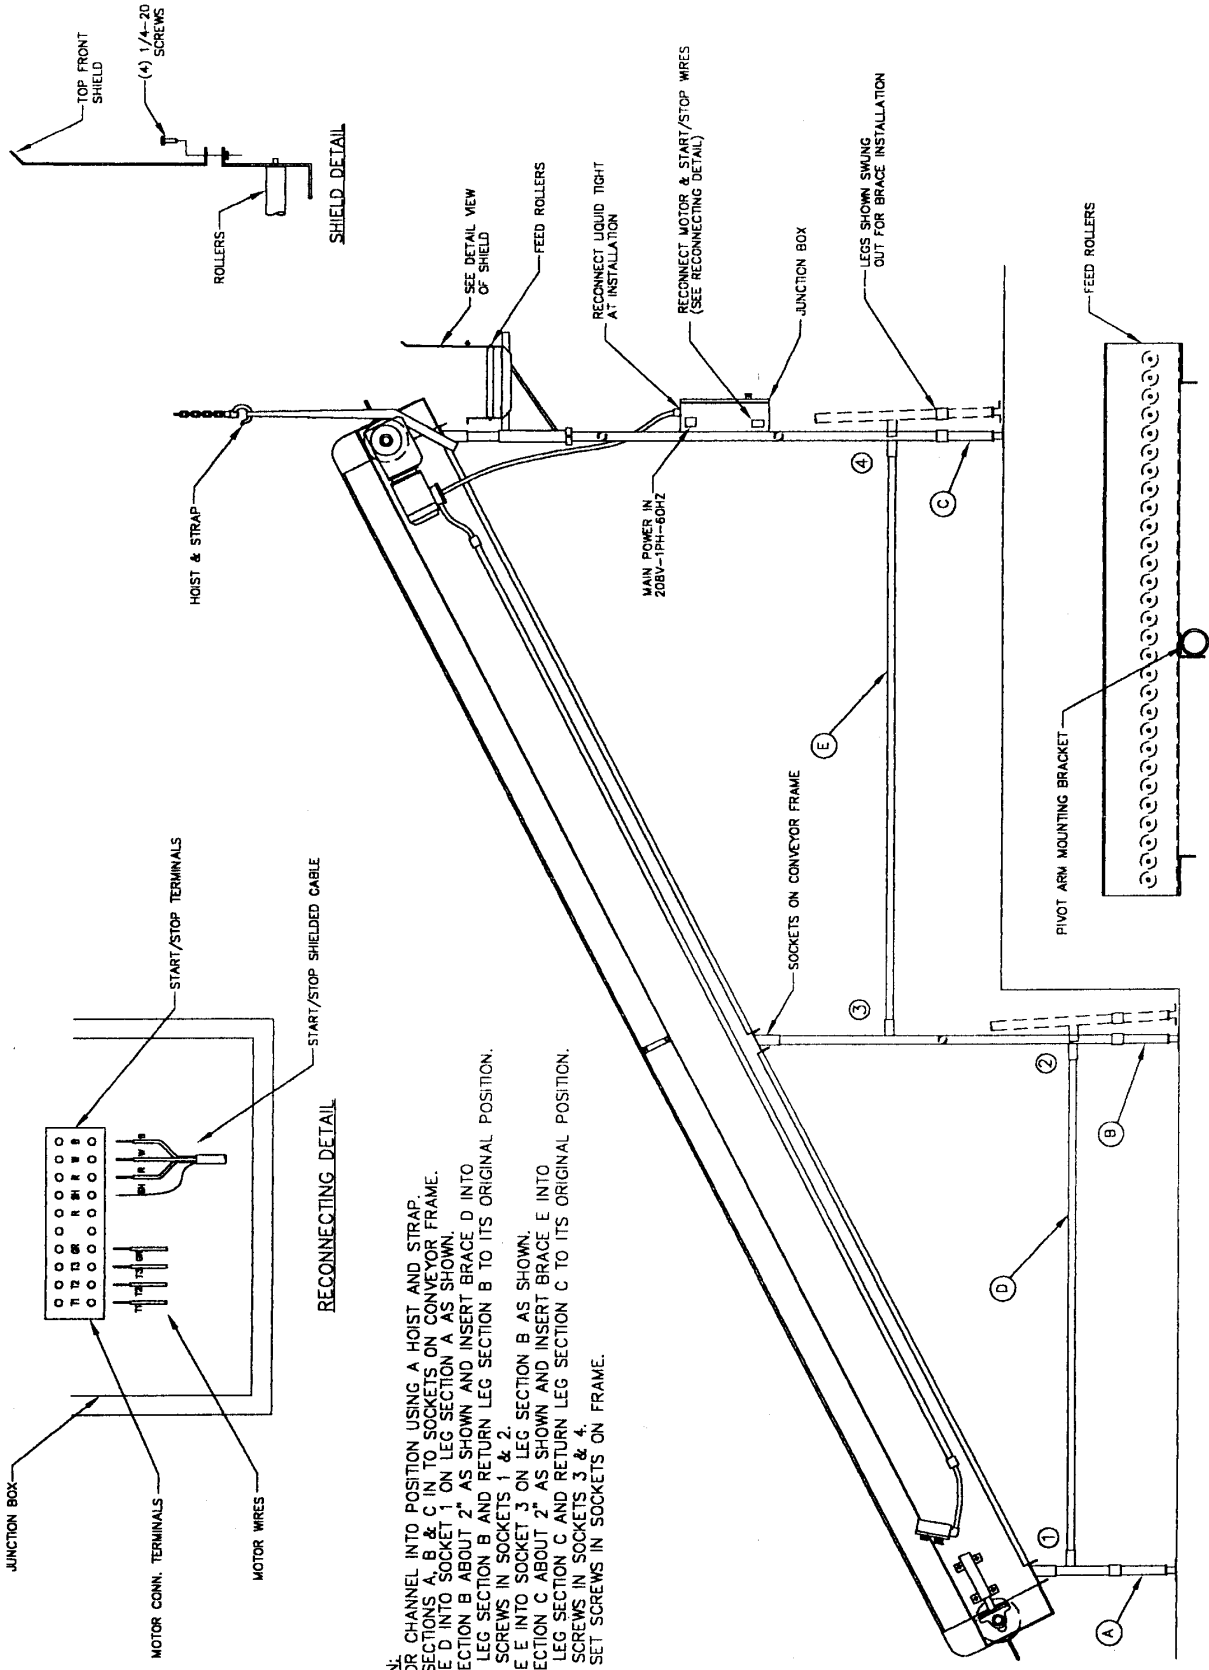 JUNCTION BOX
MOTOR CONN. TERMINALS
MOTOR WIRES
START/STOP TERMINALS
START/STOP SHIELDED CABLE
T1 T2 T3 GR R SH R W B
T1 T2 T3 GR SH R W B
RECONNECTING DETAIL
TOP FRONT
SHIELD
(4) 1/4-20
SCREWS
ROLLERS
SHIELD DETAIL
N:
OR CHANNEL INTO POSITION USING A HOIST AND STRAP.
SECTIONS A, B & C IN TO SOCKETS ON CONVEYOR FRAME.
E D INTO SOCKET 1 ON LEG SECTION A AS SHOWN.
ECTION B ABOUT 2" AS SHOWN AND INSERT BRACE D INTO
LEG SECTION B AND RETURN LEG SECTION B TO ITS ORIGINAL POSITION.
SCREWS IN SOCKETS 1 & 2.
E E INTO SOCKET 3 ON LEG SECTION B AS SHOWN.
ECTION C ABOUT 2" AS SHOWN AND INSERT BRACE E INTO
LEG SECTION C AND RETURN LEG SECTION C TO ITS ORIGINAL POSITION.
SCREWS IN SOCKETS 3 & 4.
SET SCREWS IN SOCKETS ON FRAME.
HOIST & STRAP
SEE DETAIL VIEW
OF SHIELD
FEED ROLLERS
RECONNECT LIQUID TIGHT
AT INSTALLATION
RECONNECT MOTOR & START/STOP WIRES
(SEE RECONNECTING DETAIL)
JUNCTION BOX
MAIN POWER IN
208V-1PH-60HZ
LEGS SHOWN SWUNG
OUT FOR BRACE INSTALLATION
SOCKETS ON CONVEYOR FRAME
1
2
3
4
A
B
C
D
E
FEED ROLLERS
PIVOT ARM MOUNTING BRACKET